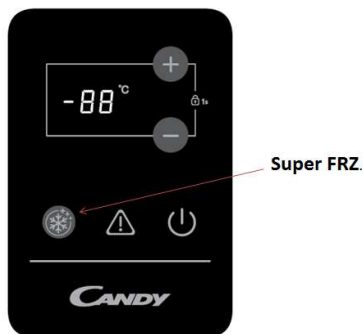 +
-88 °C
1s
−
Super FRZ.
CANDY